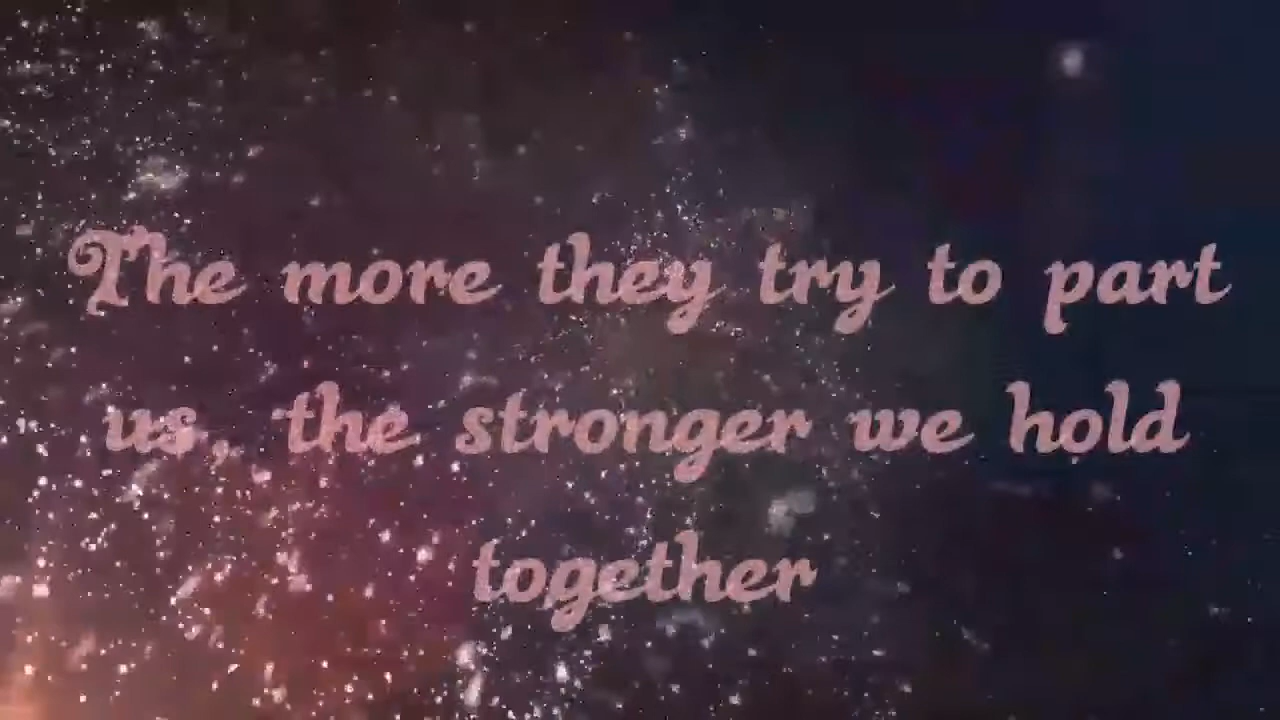 The more they try to part
us, the stronger we hold
together